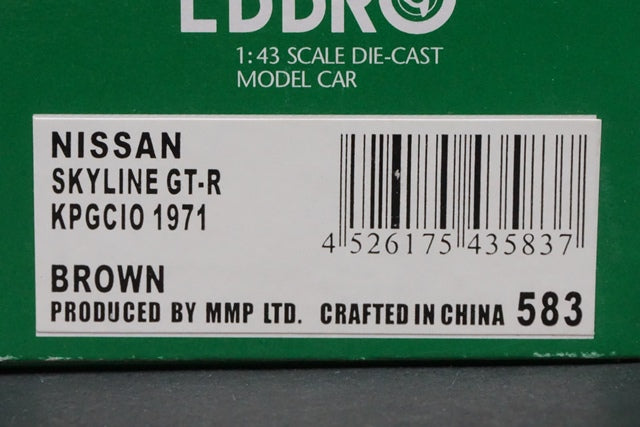 EBBRO
1:43 SCALE DIE-CAST
MODEL CAR
NISSAN
SKYLINE GT-R
KPGCIO 1971
4 526175 435837
BROWN
PRODUCED BY MMP LTD. CRAFTED IN CHINA 583